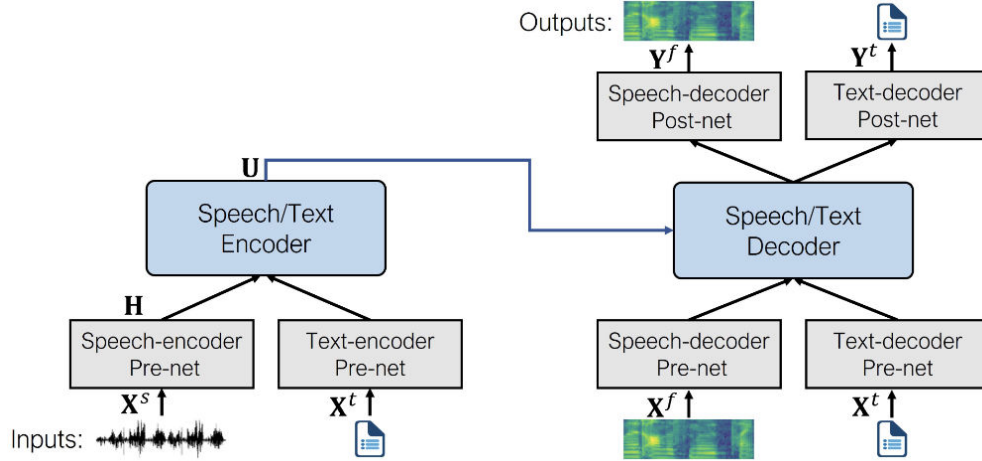 Outputs:
Y^f
Y^t
Speech-decoder
Post-net
Text-decoder
Post-net
U
Speech/Text
Encoder
Speech/Text
Decoder
H
Speech-encoder
Pre-net
Text-encoder
Pre-net
Speech-decoder
Pre-net
Text-decoder
Pre-net
X^s
X^t
X^f
X^t
Inputs: